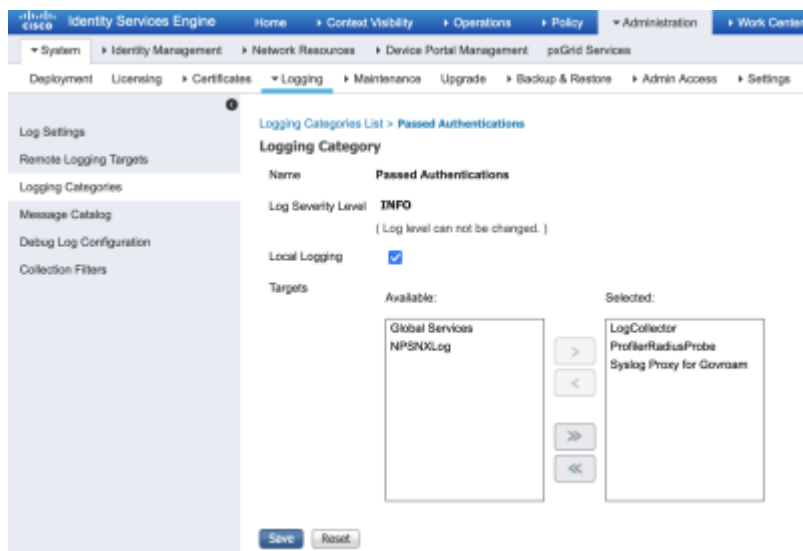 cisco Identity Services Engine Home Context Visibility Operations Policy Administration Work Center
System Identity Management Network Resources Device Portal Management pxGrid Services
Deployment Licensing Certificates Logging Maintenance Upgrade Backup & Restore Admin Access Settings
Log Settings
Remote Logging Targets
Logging Categories
Message Catalog
Debug Log Configuration
Collection Filters
Logging Categories List > Passed Authentications
Logging Category
Name Passed Authentications
Log Severity Level INFO
( Log level can not be changed. )
Local Logging
Targets
Available: Selected:
Global Services LogCollector
NPSNXLog ProfilerRadiusProbe
Syslog Proxy for Govroam
Save Reset